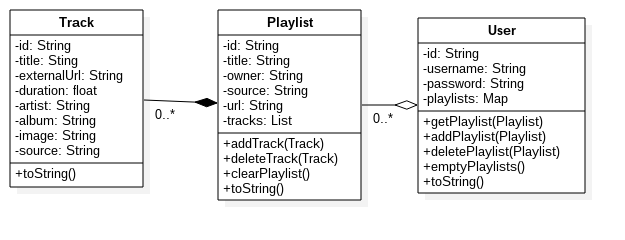 Track
-id: String
-title: Sting
-externalUrl: String
-duration: float
-artist: String
-album: String
-image: String
-source: String
+toString()
0..*
Playlist
-id: String
-title: String
-owner: String
-source: String
-url: String
-tracks: List
+addTrack(Track)
+deleteTrack(Track)
+clearPlaylist()
+toString()
0..*
User
-id: String
-username: String
-password: String
-playlists: Map
+getPlaylist(Playlist)
+addPlaylist(Playlist)
+deletePlaylist(Playlist)
+emptyPlaylists()
+toString()